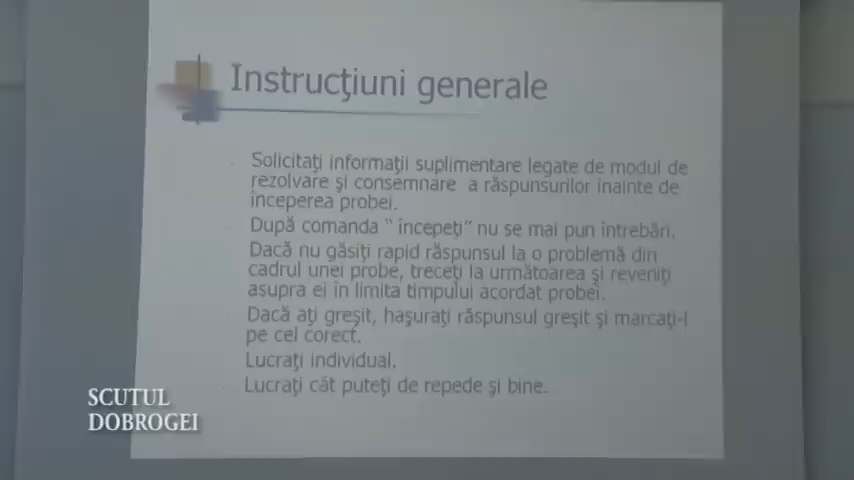 Instrucţiuni generale
Solicitaţi informaţii suplimentare legate de modul de
rezolvare şi consemnare a răspunsurilor înainte de
începerea probei.
După comanda " începeţi" nu se mai pun întrebări.
Dacă nu găsiţi rapid răspunsul la o problemă din
cadrul unei probe, treceţi la următoarea şi reveniţi
asupra ei în limita timpului acordat probei.
Dacă aţi greşit, haşuraţi răspunsul greşit şi marcaţi-l
pe cel corect.
Lucraţi individual.
Lucraţi cât puteţi de repede şi bine.
SCUTUL
DOBROGEI